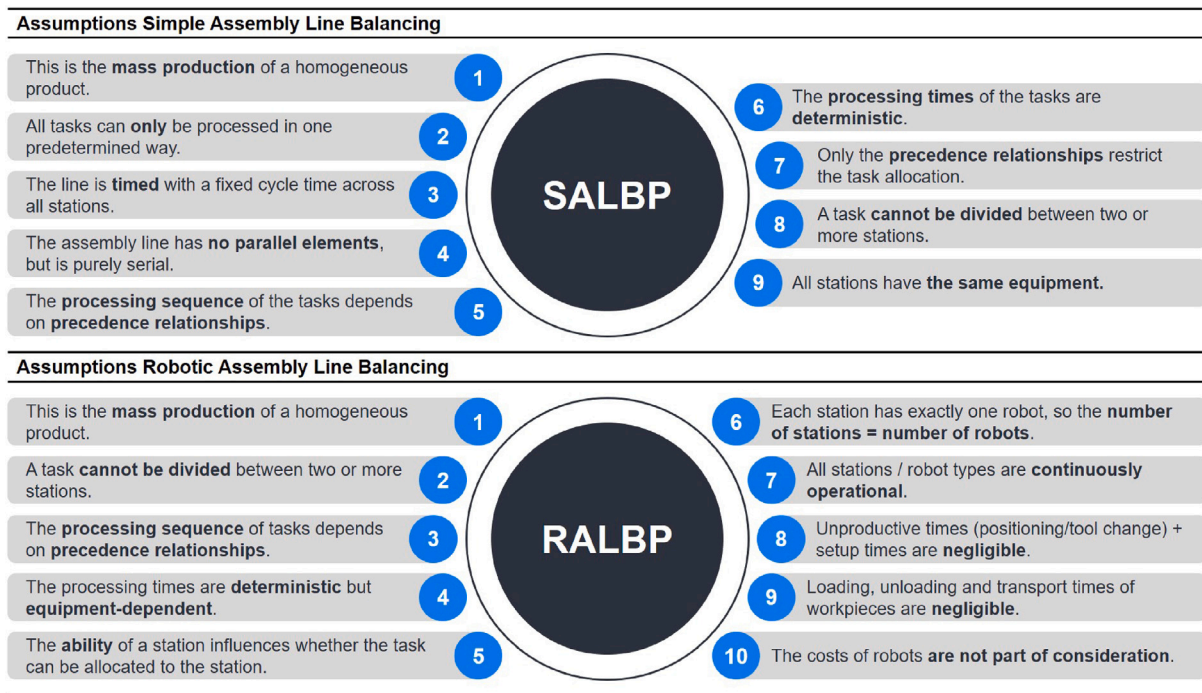 Assumptions Simple Assembly Line Balancing
1
This is the mass production of a homogeneous
product.
2
All tasks can only be processed in one
predetermined way.
3
The line is timed with a fixed cycle time across
all stations.
4
The assembly line has no parallel elements,
but is purely serial.
5
The processing sequence of the tasks depends
on precedence relationships.
SALBP
6
The processing times of the tasks are
deterministic.
7
Only the precedence relationships restrict
the task allocation.
8
A task cannot be divided between two or
more stations.
9
All stations have the same equipment.
Assumptions Robotic Assembly Line Balancing
1
This is the mass production of a homogeneous
product.
2
A task cannot be divided between two or more
stations.
3
The processing sequence of tasks depends
on precedence relationships.
4
The processing times are deterministic but
equipment-dependent.
5
The ability of a station influences whether the task
can be allocated to the station.
RALBP
6
Each station has exactly one robot, so the number
of stations = number of robots.
7
All stations / robot types are continuously
operational.
8
Unproductive times (positioning/tool change) +
setup times are negligible.
9
Loading, unloading and transport times of
workpieces are negligible.
10
The costs of robots are not part of consideration.